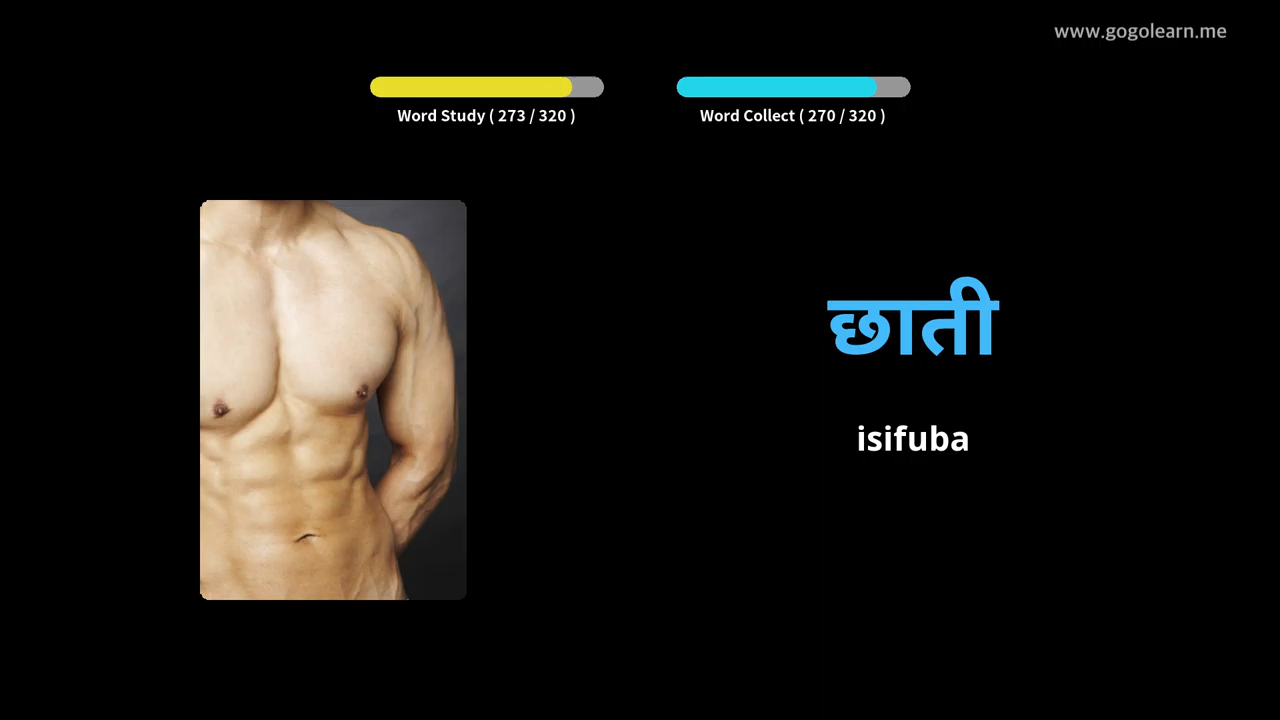 www.gogolearn.me
Word Study ( 273 / 320 )
Word Collect ( 270 / 320 )
छाती
isifuba